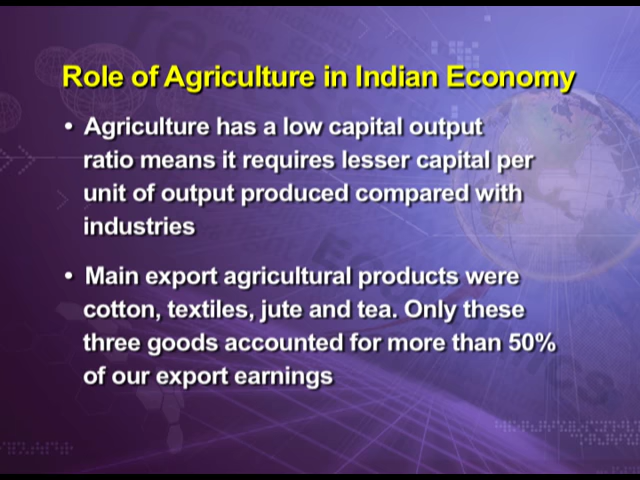 Role of Agriculture in Indian Economy
• Agriculture has a low capital output
ratio means it requires lesser capital per
unit of output produced compared with
industries
• Main export agricultural products were
cotton, textiles, jute and tea. Only these
three goods accounted for more than 50%
of our export earnings